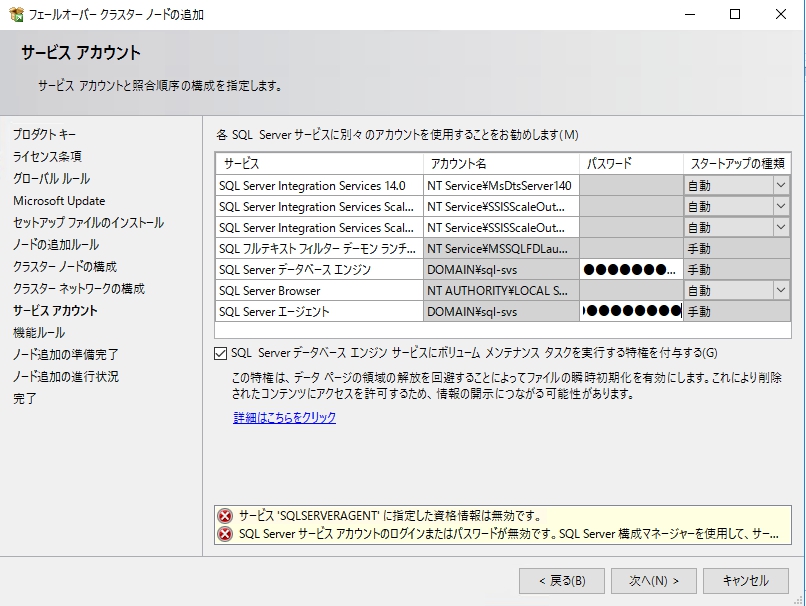 フェールオーバー クラスター ノードの追加
サービス アカウント
サービス アカウントと照合順序の構成を指定します。
プロダクト キー
ライセンス条項
グローバル ルール
Microsoft Update
セットアップ ファイルのインストール
ノードの追加ルール
クラスター ノードの構成
クラスター ネットワークの構成
サービス アカウント
機能ルール
ノード追加の準備完了
ノード追加の進行状況
完了
各 SQL Server サービスに別々のアカウントを使用することをお勧めします(M)
サービス アカウント名 パスワード スタートアップの種類
SQL Server Integration Services 14.0 NT Service¥MsDtsServer140 自動
SQL Server Integration Services Scal... NT Service¥SSISScaleOut... 自動
SQL Server Integration Services Scal... NT Service¥SSISScaleOut... 自動
SQL フルテキスト フィルター デーモン ランチ... NT Service¥MSSQLFDLau... 手動
SQL Server データベース エンジン DOMAIN¥sql-svs ●●●●●●●... 手動
SQL Server Browser NT AUTHORITY¥LOCAL S... 自動
SQL Server エージェント DOMAIN¥sql-svs ●●●●●●●●● 手動
SQL Server データベース エンジン サービスにボリューム メンテナンス タスクを実行する特権を付与する(G)
この特権は、データ ページの領域の解放を回避することによってファイルの瞬時初期化を有効にします。これにより削除
されたコンテンツにアクセスを許可するため、情報の開示につながる可能性があります。
詳細はこちらをクリック
サービス 'SQLSERVERAGENT' に指定した資格情報は無効です。
SQL Server サービス アカウントのログインまたはパスワードが無効です。SQL Server 構成マネージャーを使用して、サー...
< 戻る(B) 次へ(N) > キャンセル